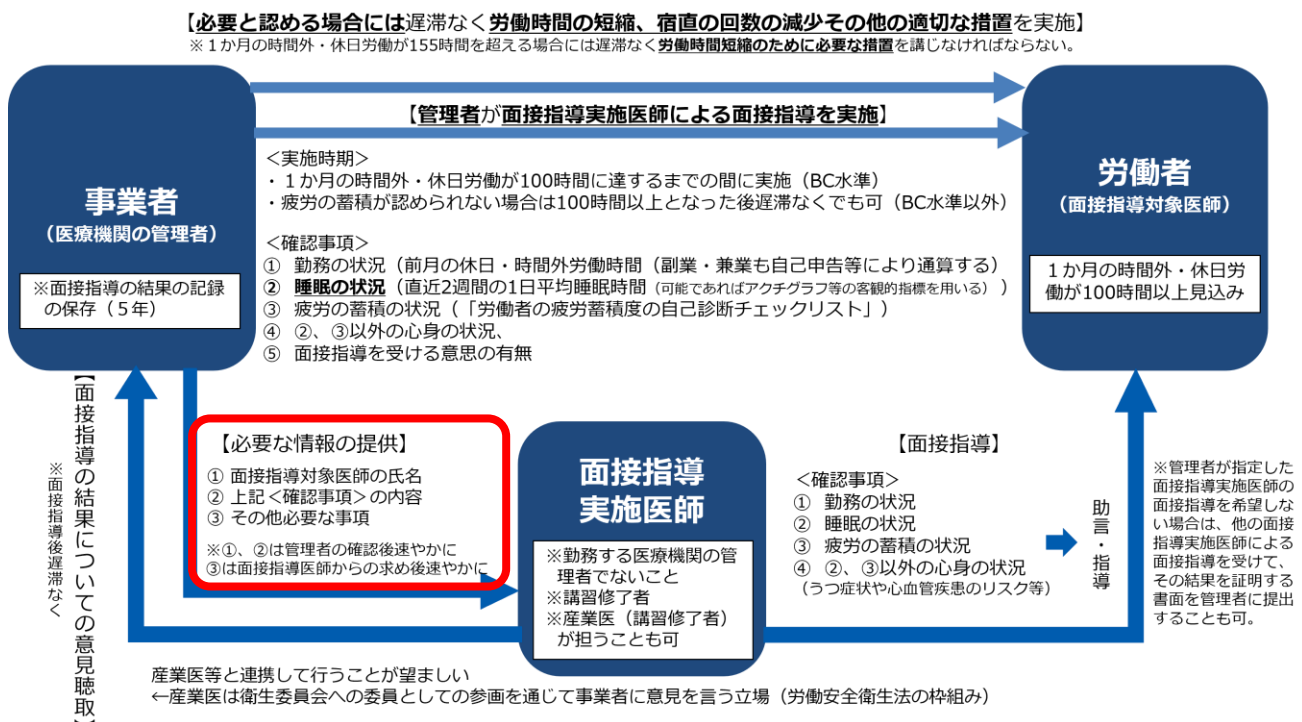 【必要と認める場合には遅滞なく労働時間の短縮、宿直の回数の減少その他の適切な措置を実施】
※１か月の時間外・休日労働が155時間を超える場合には遅滞なく労働時間短縮のために必要な措置を講じなければならない。
【管理者が面接指導実施医師による面接指導を実施】
事業者
（医療機関の管理者）
※面接指導の結果の記録
の保存（５年）
＜実施時期＞
・１か月の時間外・休日労働が100時間に達するまでの間に実施（BC水準）
・疲労の蓄積が認められない場合は100時間以上となった後遅滞なくでも可（BC水準以外）
＜確認事項＞
① 勤務の状況（前月の休日・時間外労働時間（副業・兼業も自己申告等により通算する）
② 睡眠の状況（直近2週間の1日平均睡眠時間（可能であればアクチグラフ等の客観的指標を用いる））
③ 疲労の蓄積の状況（「労働者の疲労蓄積度の自己診断チェックリスト」）
④ ②、③以外の心身の状況、
⑤ 面接指導を受ける意思の有無
労働者
（面接指導対象医師）
１か月の時間外・休日労
働が100時間以上見込み
【面接指導の結果についての意見聴取】
※面接指導後遅滞なく
【必要な情報の提供】
① 面接指導対象医師の氏名
② 上記＜確認事項＞の内容
③ その他必要な事項
※①、②は管理者の確認後速やかに
③は面接指導医師からの求め後速やかに
面接指導
実施医師
※勤務する医療機関の管
理者でないこと
※講習修了者
※産業医（講習修了者）
が担うことも可
【面接指導】
＜確認事項＞
① 勤務の状況
② 睡眠の状況
③ 疲労の蓄積の状況
④ ②、③以外の心身の状況
（うつ症状や心血管疾患のリスク等）
助言・指導
※管理者が指定した
面接指導実施医師の
面接指導を希望しな
い場合は、他の面接
指導実施医師による
面接指導を受けて、
その結果を証明する
書面を管理者に提出
することも可。
産業医等と連携して行うことが望ましい
←産業医は衛生委員会への委員としての参画を通じて事業者に意見を言う立場（労働安全衛生法の枠組み）